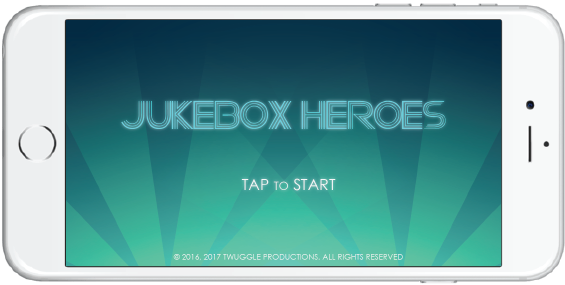 JUKEBOX HEROES
TAP TO START
© 2016, 2017 TWUGGLE PRODUCTIONS. ALL RIGHTS RESERVED